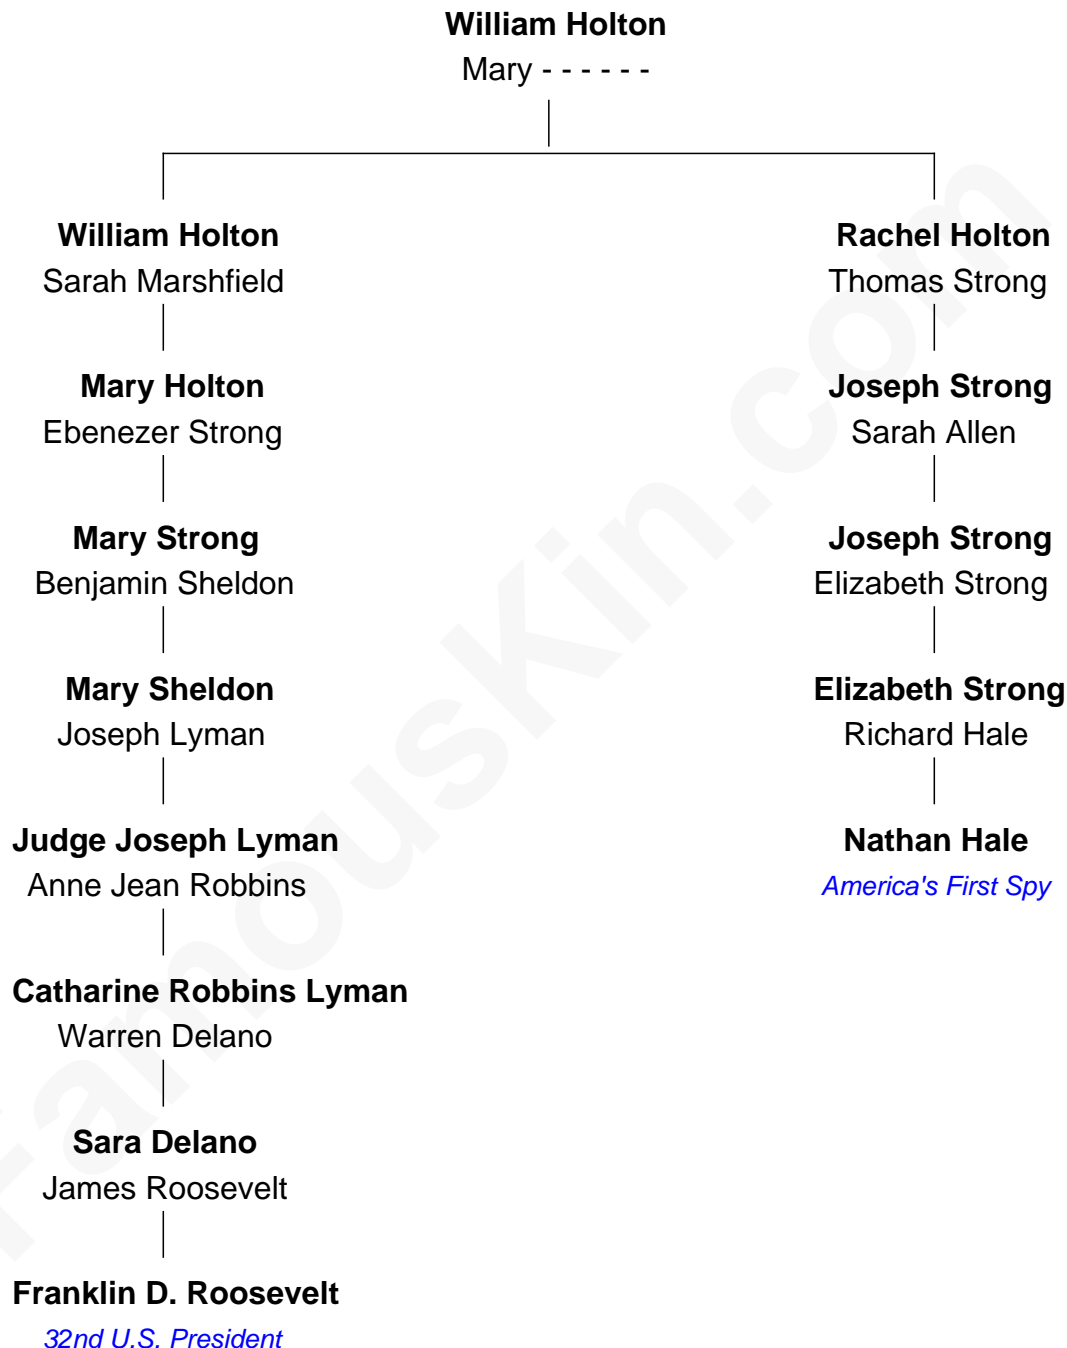 William Holton
Mary - - - - - -
William Holton
Sarah Marshfield
Rachel Holton
Thomas Strong
Mary Holton
Ebenezer Strong
Joseph Strong
Sarah Allen
Mary Strong
Benjamin Sheldon
Joseph Strong
Elizabeth Strong
Mary Sheldon
Joseph Lyman
Elizabeth Strong
Richard Hale
Judge Joseph Lyman
Anne Jean Robbins
Nathan Hale
America's First Spy
Catharine Robbins Lyman
Warren Delano
Sara Delano
James Roosevelt
Franklin D. Roosevelt
32nd U.S. President
FamousKin.com